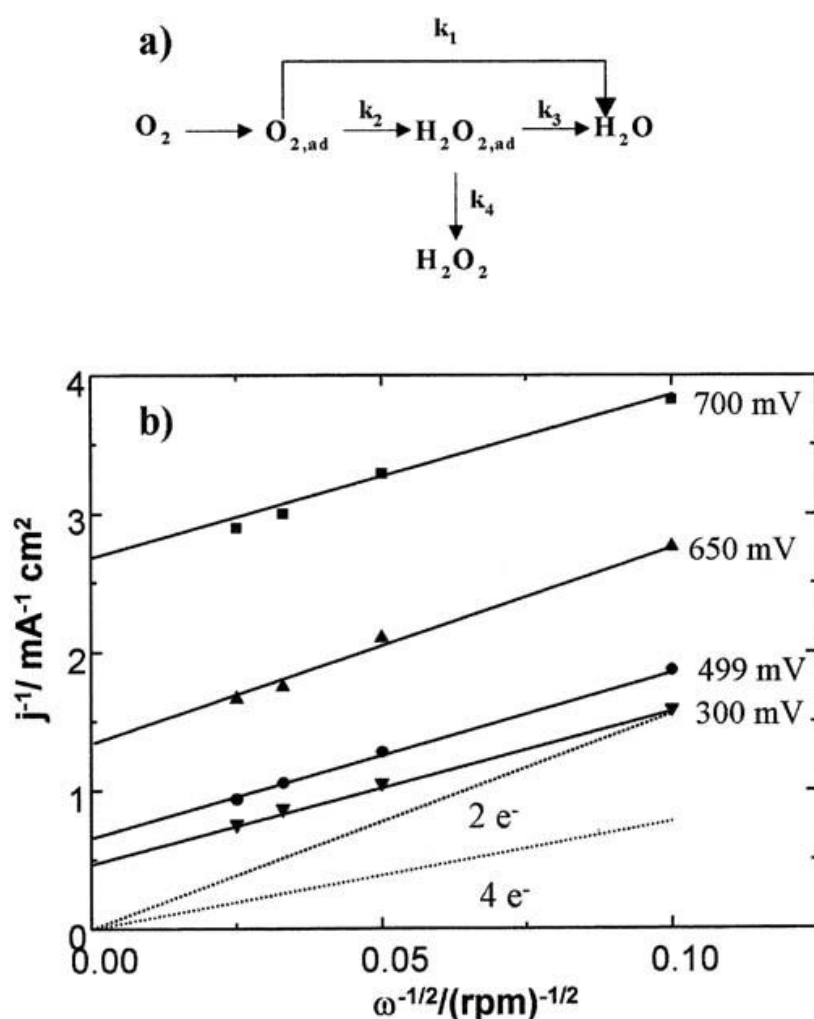 a)
k₁
O₂ → O₂,ad k₂ → H₂O₂,ad k₃ → H₂O
k₄
H₂O₂
b)
4
700 mV
3
650 mV
2
499 mV
300 mV
1
2 e⁻
4 e⁻
0
0.00 0.05 0.10
j⁻¹/ mA⁻¹ cm²
ω⁻¹/²/(rpm)⁻¹/²